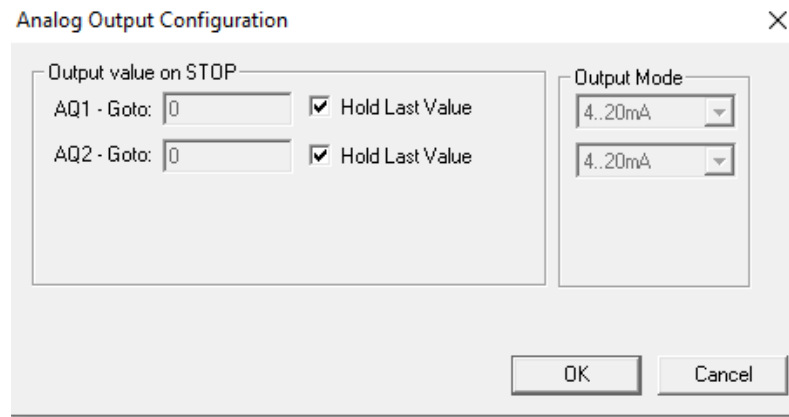 Analog Output Configuration
Output value on STOP
Output Mode
AQ1 - Goto: 0 Hold Last Value 4..20mA
AQ2 - Goto: 0 Hold Last Value 4..20mA
OK Cancel